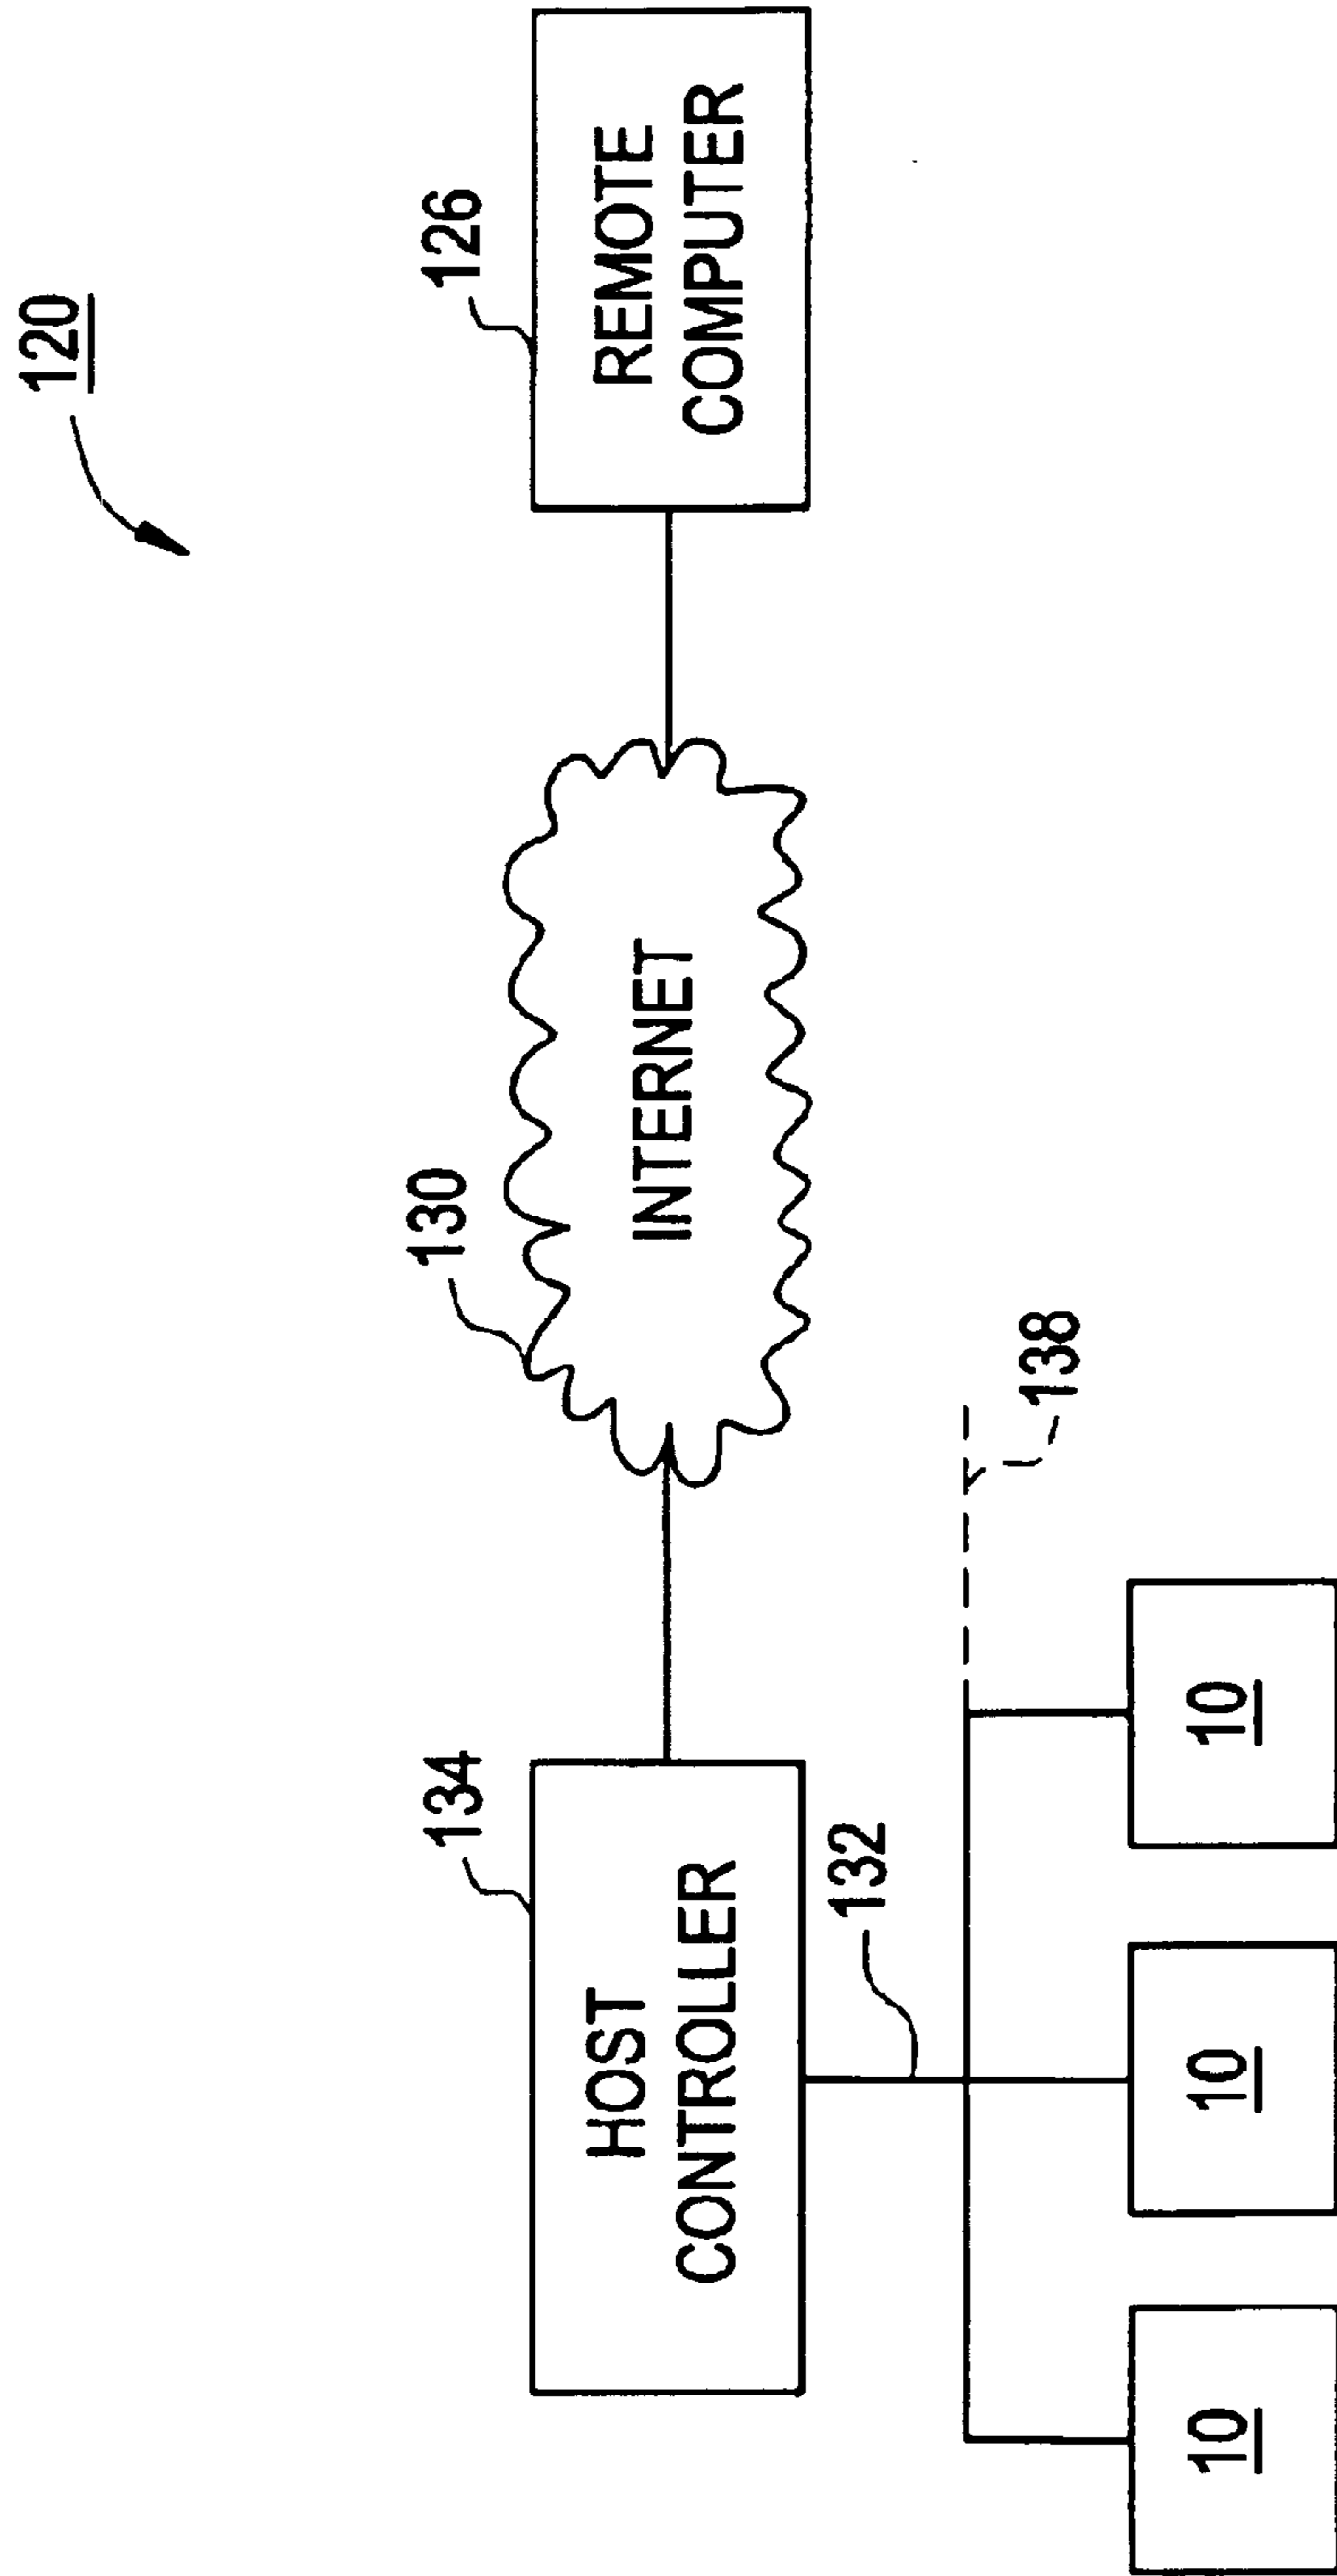 120
134
HOST
CONTROLLER
130
INTERNET
126
REMOTE
COMPUTER
132
138
10
10
10